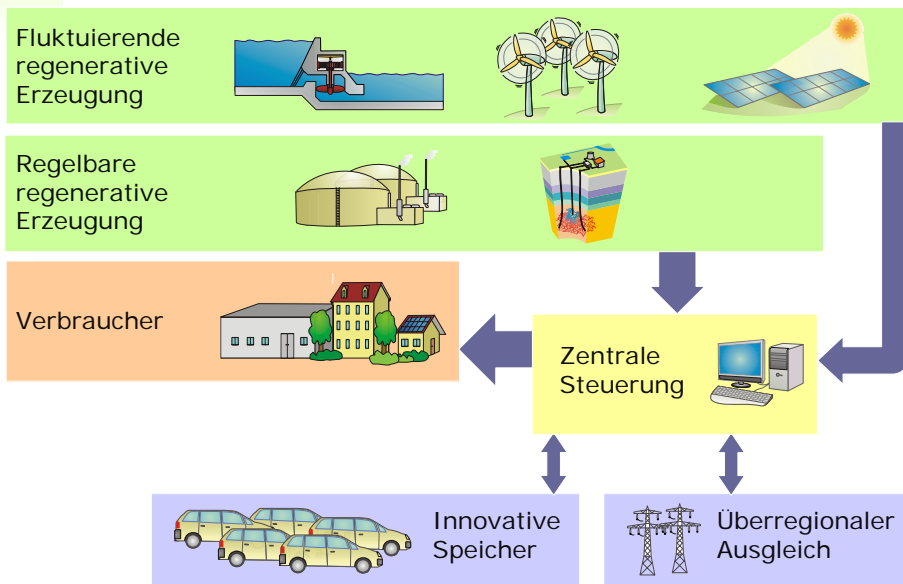 Fluktuierende
regenerative
Erzeugung
Regelbare
regenerative
Erzeugung
Verbraucher
Zentrale
Steuerung
Innovative
Speicher
Überregionaler
Ausgleich